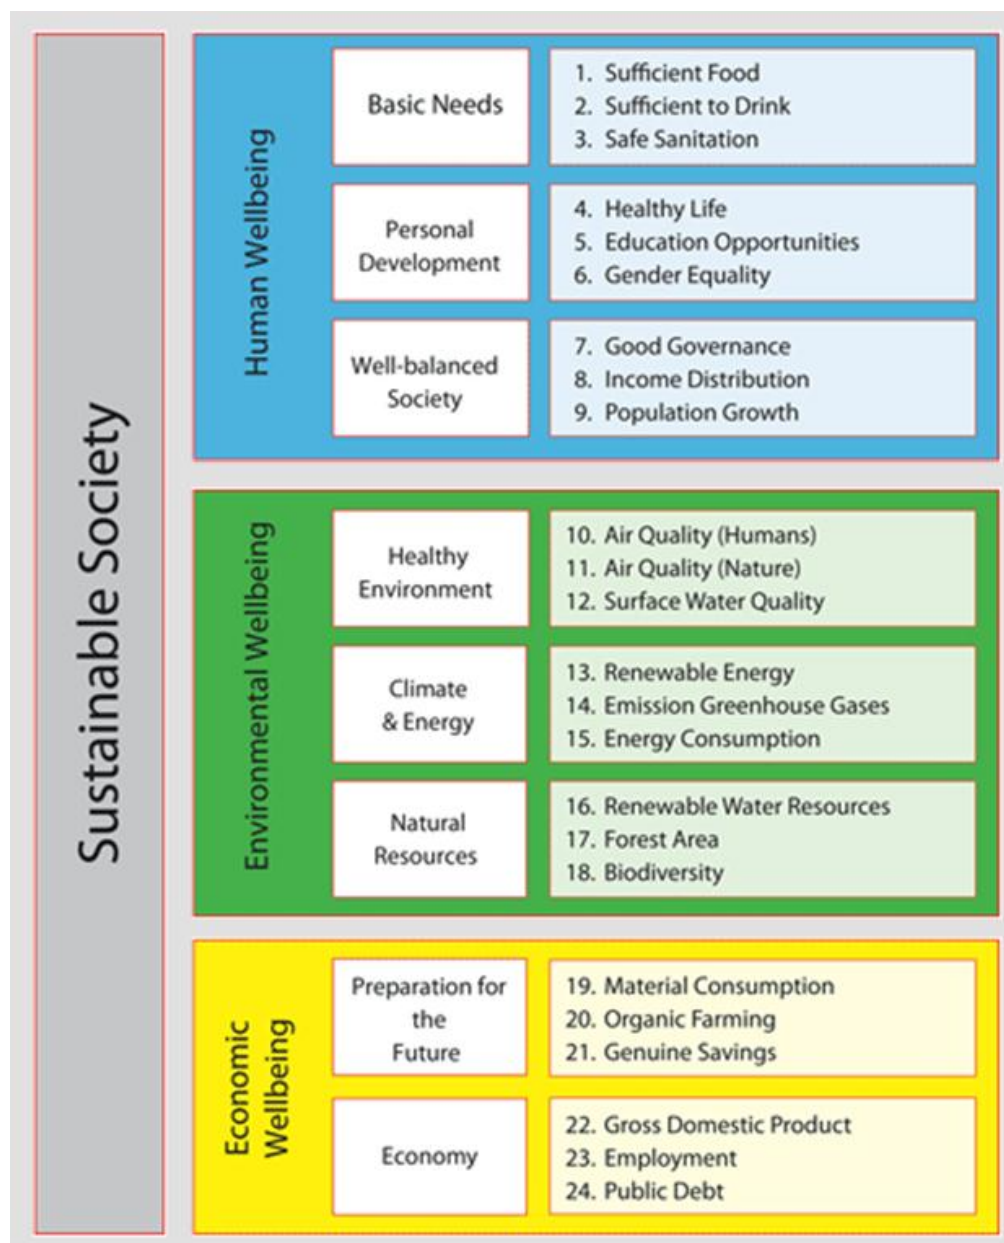 Sustainable Society
Human Wellbeing
Basic Needs
1. Sufficient Food
2. Sufficient to Drink
3. Safe Sanitation
Personal
Development
4. Healthy Life
5. Education Opportunities
6. Gender Equality
Well-balanced
Society
7. Good Governance
8. Income Distribution
9. Population Growth
Environmental Wellbeing
Healthy
Environment
10. Air Quality (Humans)
11. Air Quality (Nature)
12. Surface Water Quality
Climate
& Energy
13. Renewable Energy
14. Emission Greenhouse Gases
15. Energy Consumption
Natural
Resources
16. Renewable Water Resources
17. Forest Area
18. Biodiversity
Economic
Wellbeing
Preparation for
the
Future
19. Material Consumption
20. Organic Farming
21. Genuine Savings
Economy
22. Gross Domestic Product
23. Employment
24. Public Debt